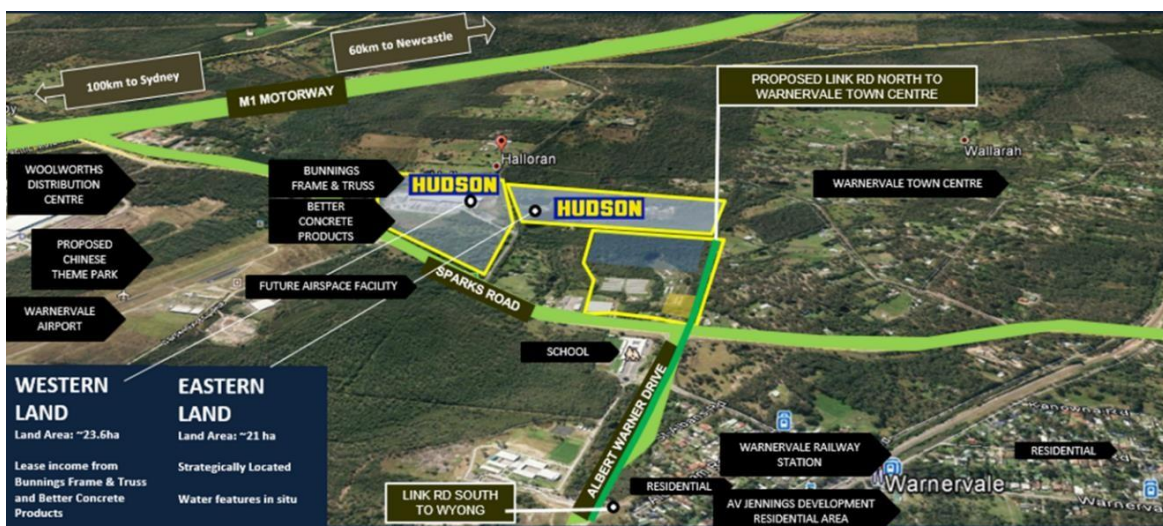 60km to Newcastle
100km to Sydney
M1 MOTORWAY
PROPOSED LINK RD NORTH TO
WARNERVALE TOWN CENTRE
WOOLWORTHS
DISTRIBUTION
CENTRE
BUNNINGS
FRAME & TRUSS
Halloran
HUDSON
HUDSON
Wallarah
WARNERVALE TOWN CENTRE
BETTER
CONCRETE
PRODUCTS
PROPOSED
CHINESE
THEME PARK
FUTURE AIRSPACE FACILITY
SPARKS ROAD
WARNERVALE
AIRPORT
SCHOOL
ALBERT WARNER DRIVE
WESTERN
LAND
Land Area: ~23.6ha
Lease income from
Bunnings Frame & Truss
and Better Concrete
Products
EASTERN
LAND
Land Area: ~21 ha
Strategically Located
Water features in situ
WARNERVALE RAILWAY
STATION
RESIDENTIAL
RESIDENTIAL
Warnervale
AV JENNINGS DEVELOPMENT
RESIDENTIAL AREA
LINK RD SOUTH
TO WYONG